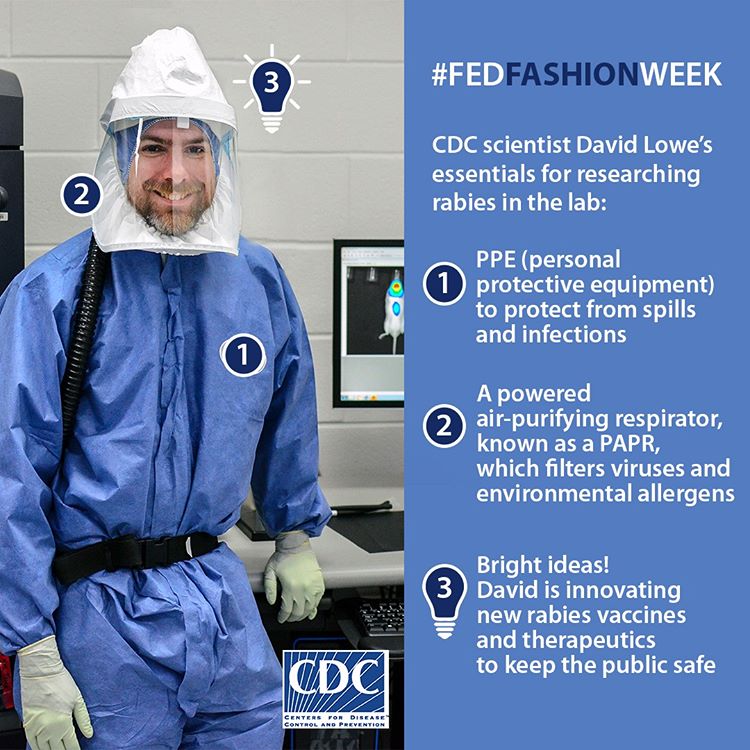 3
2
1
#FEDFASHIONWEEK
CDC scientist David Lowe’s
essentials for researching
rabies in the lab:
1
PPE (personal
protective equipment)
to protect from spills
and infections
2
A powered
air-purifying respirator,
known as a PAPR,
which filters viruses and
environmental allergens
3
Bright ideas!
David is innovating
new rabies vaccines
and therapeutics
to keep the public safe
CDC
CENTERS FOR DISEASE
CONTROL AND PREVENTION